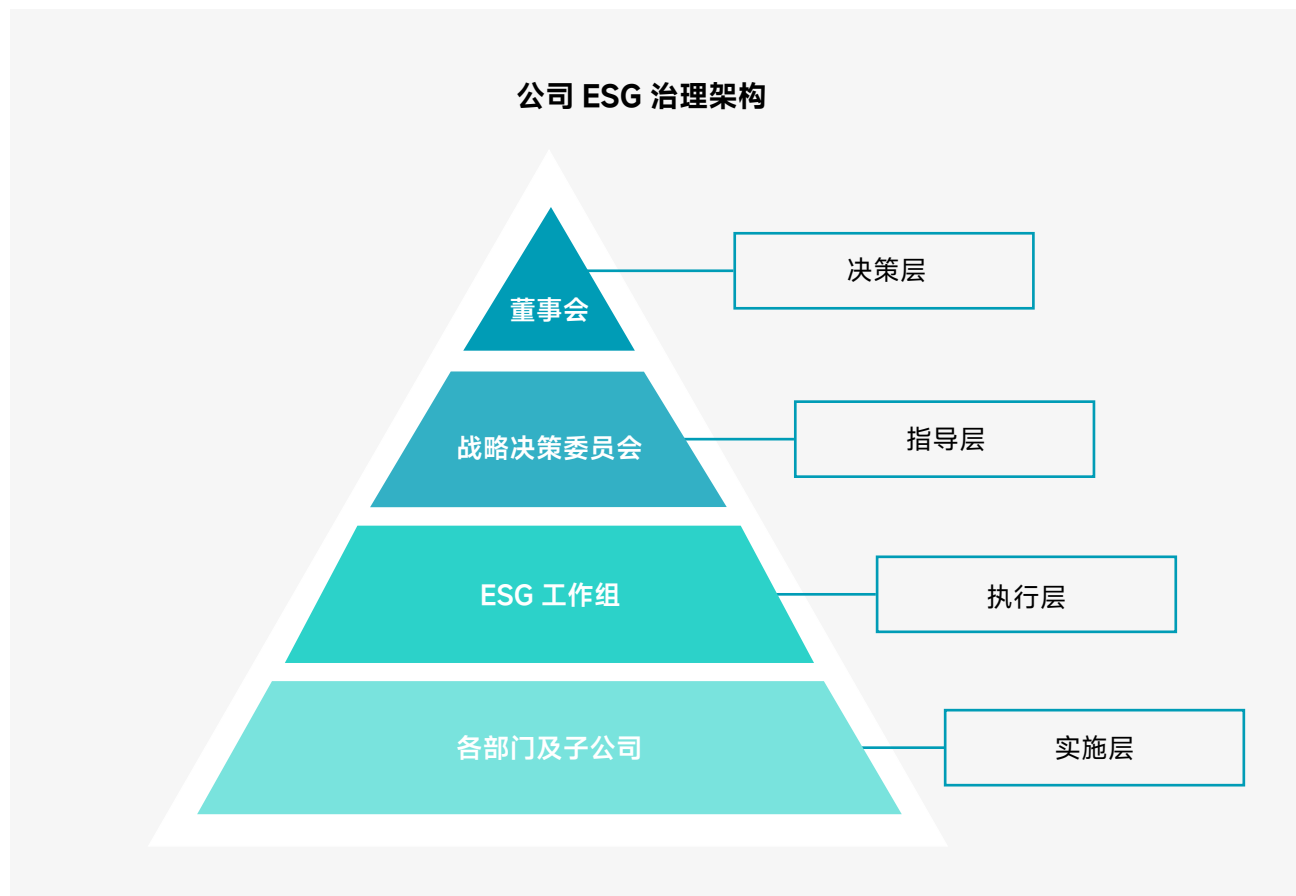 公司 ESG 治理架构
董事会
决策层
战略决策委员会
指导层
ESG 工作组
执行层
各部门及子公司
实施层